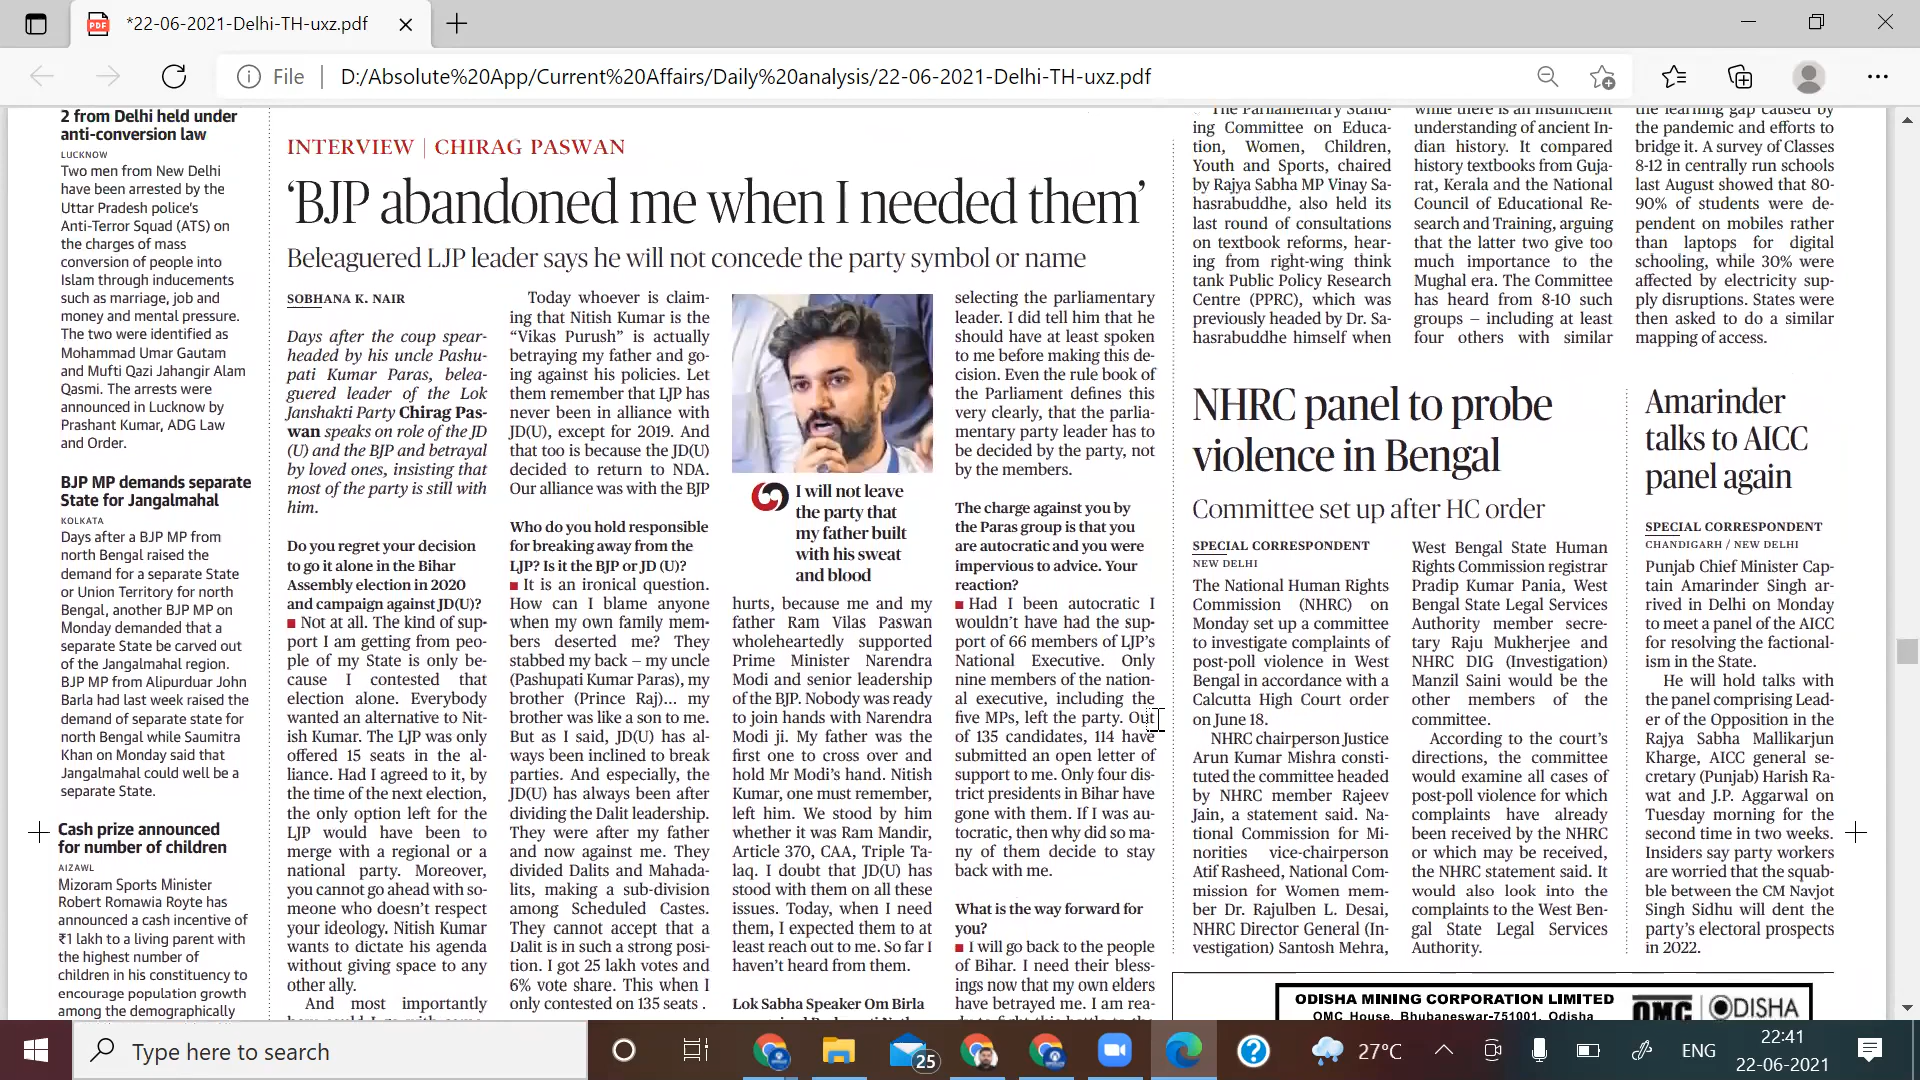 *22-06-2021-Delhi-TH-uxz.pdf
File
D:/Absolute%20App/Current%20Affairs/Daily%20analysis/22-06-2021-Delhi-TH-uxz.pdf
2 from Delhi held under
anti-conversion law
LUCKNOW
Two men from New Delhi
have been arrested by the
Uttar Pradesh police's
Anti-Terror Squad (ATS) on
the charges of mass
conversion of people into
Islam through inducements
such as marriage, job and
money and mental pressure.
The two were identified as
Mohammad Umar Gautam
and Mufti Qazi Jahangir Alam
Qasmi. The arrests were
announced in Lucknow by
Prashant Kumar, ADG Law
and Order.
BJP MP demands separate
State for Jangalmahal
KOLKATA
Days after a BJP MP from
north Bengal raised the
demand for a separate State
or Union Territory for north
Bengal, another BJP MP on
Monday demanded that a
separate State be carved out
of the Jangalmahal region.
BJP MP from Alipurduar John
Barla had last week raised the
demand of separate state for
north Bengal while Saumitra
Khan on Monday said that
Jangalmahal could well be a
separate State.
Cash prize announced
for number of children
AIZAWL
Mizoram Sports Minister
Robert Romawia Royte has
announced a cash incentive of
₹1 lakh to a living parent with
the highest number of
children in his constituency to
encourage population growth
among the demographically
INTERVIEW | CHIRAG PASWAN
'BJP abandoned me when I needed them'
Beleaguered LJP leader says he will not concede the party symbol or name
SOBHANA K. NAIR
Days after the coup spear-
headed by his uncle Pashu-
pati Kumar Paras, belea-
guered leader of the Lok
Janshakti Party Chirag Pas-
wan speaks on role of the JD
(U) and the BJP and betrayal
by loved ones, insisting that
most of the party is still with
him.
Do you regret your decision
to go it alone in the Bihar
Assembly election in 2020
and campaign against JD(U)?
Not at all. The kind of sup-
port I am getting from peo-
ple of my State is only be-
cause I contested that
election alone. Everybody
wanted an alternative to Nit-
ish Kumar. The LJP was only
offered 15 seats in the al-
liance. Had I agreed to it, by
the time of the next election,
the only option left for the
LJP would have been to
merge with a regional or a
national party. Moreover,
you cannot go ahead with so-
meone who doesn't respect
your ideology. Nitish Kumar
wants to dictate his agenda
without giving space to any
other ally.
And most importantly
Today whoever is claim-
ing that Nitish Kumar is the
"Vikas Purush" is actually
betraying my father and go-
ing against his policies. Let
them remember that LJP has
never been in alliance with
JD(U), except for 2019. And
that too is because the JD(U)
decided to return to NDA.
Our alliance was with the BJP
Who do you hold responsible
for breaking away from the
LJP? Is it the BJP or JD (U)?
It is an ironical question.
How can I blame anyone
when my own family mem-
bers deserted me? They
stabbed my back – my uncle
(Pashupati Kumar Paras), my
brother (Prince Raj)... my
brother was like a son to me.
But as I said, JD(U) has al-
ways been inclined to break
parties. And especially, the
JD(U) has always been after
dividing the Dalit leadership.
They were after my father
and now against me. They
divided Dalits and Mahada-
lits, making a sub-division
among Scheduled Castes.
They cannot accept that a
Dalit is in such a strong posi-
tion. I got 25 lakh votes and
6% vote share. This when I
only contested on 135 seats .
I will not leave
the party that
my father built
with his sweat
and blood
hurts, because me and my
father Ram Vilas Paswan
wholeheartedly supported
Prime Minister Narendra
Modi and senior leadership
of the BJP. Nobody was ready
to join hands with Narendra
Modi ji. My father was the
first one to cross over and
hold Mr Modi's hand. Nitish
Kumar, one must remember,
left him. We stood by him
whether it was Ram Mandir,
Article 370, CAA, Triple Ta-
laq. I doubt that JD(U) has
stood with them on all these
issues. Today, when I need
them, I expected them to at
least reach out to me. So far I
haven't heard from them.
Lok Sabha Speaker Om Birla
selecting the parliamentary
leader. I did tell him that he
should have at least spoken
to me before making this de-
cision. Even the rule book of
the Parliament defines this
very clearly, that the parlia-
mentary party leader has to
be decided by the party, not
by the members.
The charge against you by
the Paras group is that you
are autocratic and you were
impervious to advice. Your
reaction?
Had I been autocratic I
wouldn't have had the sup-
port of 66 members of LJP's
National Executive. Only
nine members of the nation-
al executive, including the
five MPs, left the party. Out
of 135 candidates, 114 have
submitted an open letter of
support to me. Only four dis-
trict presidents in Bihar have
gone with them. If I was au-
tocratic, then why did so ma-
ny of them decide to stay
back with me.
What is the way forward for
you?
I will go back to the people
of Bihar. I need their bless-
ings now that my own elders
have betrayed me. I am rea-
The Parliamentary Stand-
ing Committee on Educa-
tion, Women, Children,
Youth and Sports, chaired
by Rajya Sabha MP Vinay Sa-
hasrabuddhe, also held its
last round of consultations
on textbook reforms, hear-
ing from right-wing think
tank Public Policy Research
Centre (PPRC), which was
previously headed by Dr. Sa-
hasrabuddhe himself when
while there is an insufficient
understanding of ancient In-
dian history. It compared
history textbooks from Guja-
rat, Kerala and the National
Council of Educational Re-
search and Training, arguing
that the latter two give too
much importance to the
Mughal era. The Committee
has heard from 8-10 such
groups – including at least
four others with similar
the learning gap caused by
the pandemic and efforts to
bridge it. A survey of Classes
8-12 in centrally run schools
last August showed that 80-
90% of students were de-
pendent on mobiles rather
than laptops for digital
schooling, while 30% were
affected by electricity sup-
ply disruptions. States were
then asked to do a similar
mapping of access.
NHRC panel to probe
violence in Bengal
Committee set up after HC order
SPECIAL CORRESPONDENT
NEW DELHI
The National Human Rights
Commission (NHRC) on
Monday set up a committee
to investigate complaints of
post-poll violence in West
Bengal in accordance with a
Calcutta High Court order
on June 18.
NHRC chairperson Justice
Arun Kumar Mishra consti-
tuted the committee headed
by NHRC member Rajeev
Jain, a statement said. Na-
tional Commission for Mi-
norities vice-chairperson
Atif Rasheed, National Com-
mission for Women mem-
ber Dr. Rajulben L. Desai,
NHRC Director General (In-
vestigation) Santosh Mehra,
West Bengal State Human
Rights Commission registrar
Pradip Kumar Pania, West
Bengal State Legal Services
Authority member secre-
tary Raju Mukherjee and
NHRC DIG (Investigation)
Manzil Saini would be the
other members of the
committee.
According to the court's
directions, the committee
would examine all cases of
post-poll violence for which
complaints have already
been received by the NHRC
or which may be received,
the NHRC statement said. It
would also look into the
complaints to the West Ben-
gal State Legal Services
Authority.
Amarinder
talks to AICC
panel again
SPECIAL CORRESPONDENT
CHANDIGARH / NEW DELHI
Punjab Chief Minister Cap-
tain Amarinder Singh ar-
rived in Delhi on Monday
to meet a panel of the AICC
for resolving the factional-
ism in the State.
He will hold talks with
the panel comprising Lead-
er of the Opposition in the
Rajya Sabha Mallikarjun
Kharge, AICC general se-
cretary (Punjab) Harish Ra-
wat and J.P. Aggarwal on
Tuesday morning for the
second time in two weeks.
Insiders say party workers
are worried that the squab-
ble between the CM Navjot
Singh Sidhu will dent the
party's electoral prospects
in 2022.
ODISHA MINING CORPORATION LIMITED
OMC House, Bhubaneswar-751001, Odisha
OMC
ODISHA
Type here to search
25
27°C
ENG
22:41
22-06-2021